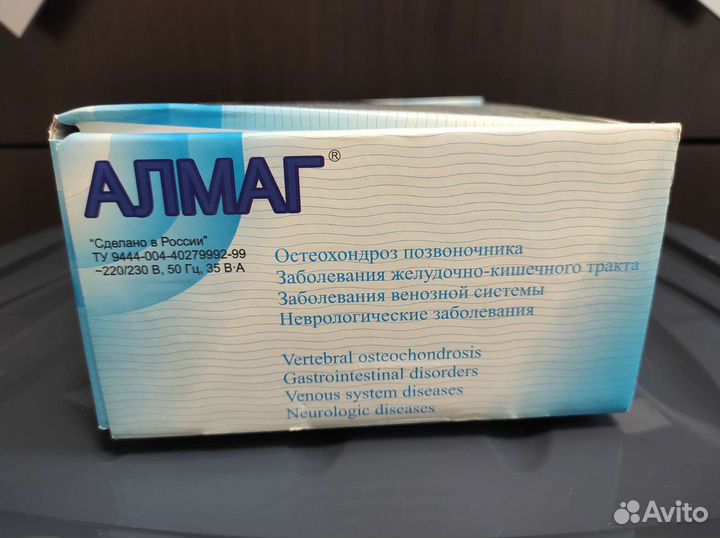 АЛМАГ®
"Сделано в России"
ТУ 9444-004-40279992-99
~220/230 В, 50 Гц, 35 В·А
Остеохондроз позвоночника
Заболевания желудочно-кишечного тракта
Заболевания венозной системы
Неврологические заболевания
Vertebral osteochondrosis
Gastrointestinal disorders
Venous system diseases
Neurologic diseases
Avito